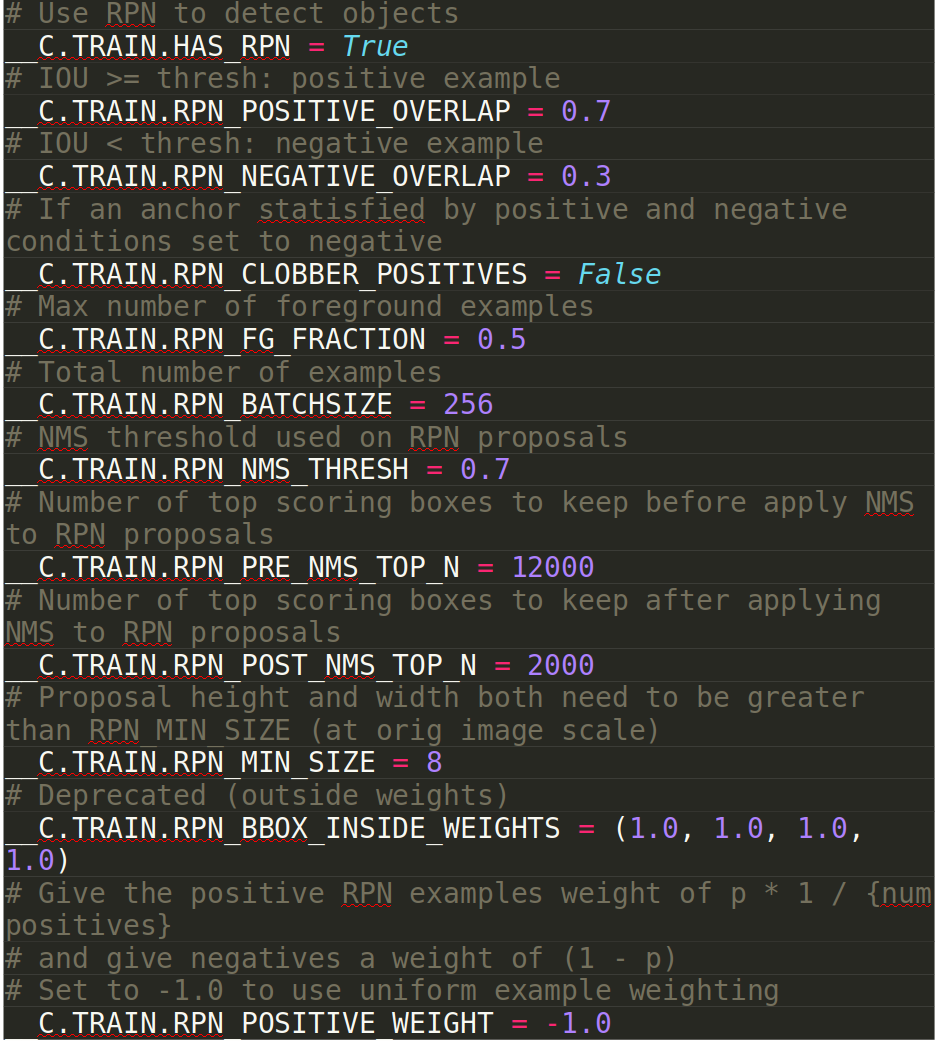 # Use RPN to detect objects
__C.TRAIN.HAS_RPN = True
# IOU >= thresh: positive example
__C.TRAIN.RPN_POSITIVE_OVERLAP = 0.7
# IOU < thresh: negative example
__C.TRAIN.RPN_NEGATIVE_OVERLAP = 0.3
# If an anchor statisfied by positive and negative
conditions set to negative
__C.TRAIN.RPN_CLOBBER_POSITIVES = False
# Max number of foreground examples
__C.TRAIN.RPN_FG_FRACTION = 0.5
# Total number of examples
__C.TRAIN.RPN_BATCHSIZE = 256
# NMS threshold used on RPN proposals
__C.TRAIN.RPN_NMS_THRESH = 0.7
# Number of top scoring boxes to keep before apply NMS
to RPN proposals
__C.TRAIN.RPN_PRE_NMS_TOP_N = 12000
# Number of top scoring boxes to keep after applying
NMS to RPN proposals
__C.TRAIN.RPN_POST_NMS_TOP_N = 2000
# Proposal height and width both need to be greater
than RPN_MIN_SIZE (at orig image scale)
__C.TRAIN.RPN_MIN_SIZE = 8
# Deprecated (outside weights)
__C.TRAIN.RPN_BBOX_INSIDE_WEIGHTS = (1.0, 1.0, 1.0,
1.0)
# Give the positive RPN examples weight of p * 1 / {num
positives}
# and give negatives a weight of (1 - p)
# Set to -1.0 to use uniform example weighting
__C.TRAIN.RPN_POSITIVE_WEIGHT = -1.0